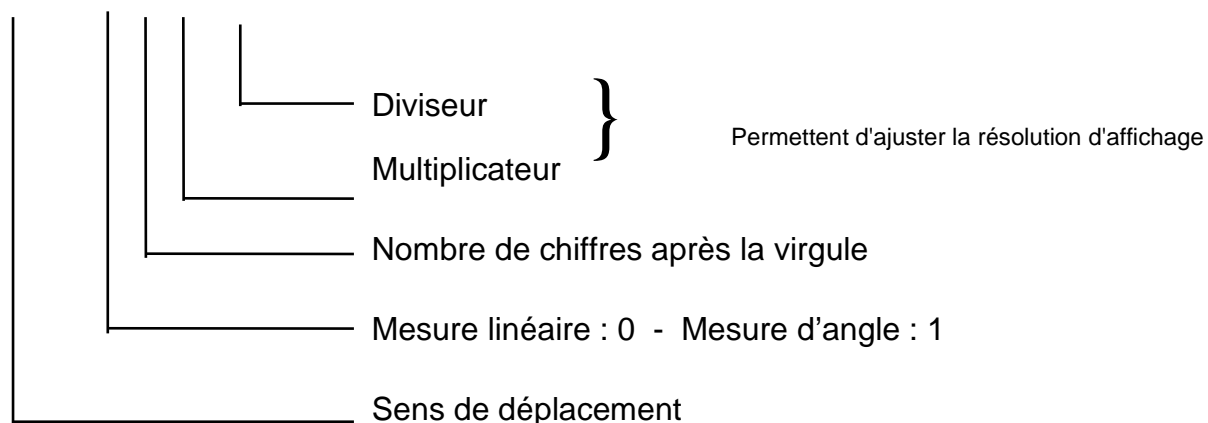 Diviseur
Permettent d'ajuster la résolution d'affichage
Multiplicateur
Nombre de chiffres après la virgule
Mesure linéaire : 0 - Mesure d’angle : 1
Sens de déplacement